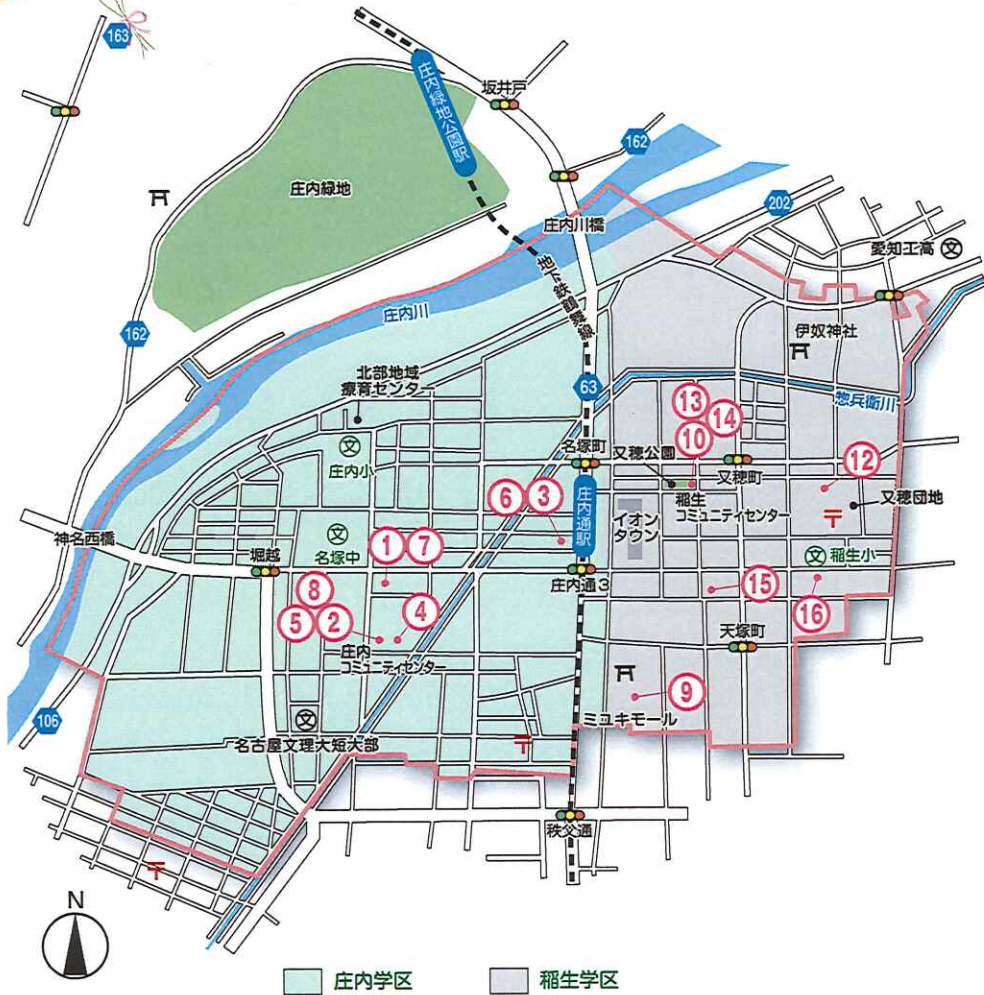 163
坂井戸
庄内緑地公園駅
162
庄内緑地
202
庄内川橋
愛知工高 文
地下鉄鶴舞線
庄内川
162
伊奴神社
北部地域
療育センター
63
惣兵衛川
⑬
⑭
⑩
名塚町
又穂公園
又穂町
⑫
文
庄内小
⑥ ③
庄内通駅
イオン
タウン
稲生
コミュニティセンター
又穂団地
神名西橋
堀越
文
名塚中
① ⑦
文 稲生小
庄内通3
⑧
⑤ ②
④
⑮
⑯
庄内
コミュニティセンター
天塚町
⑨
106
文
名古屋文理大短大部
ミユキモール
秩父通
N
庄内学区
稲生学区